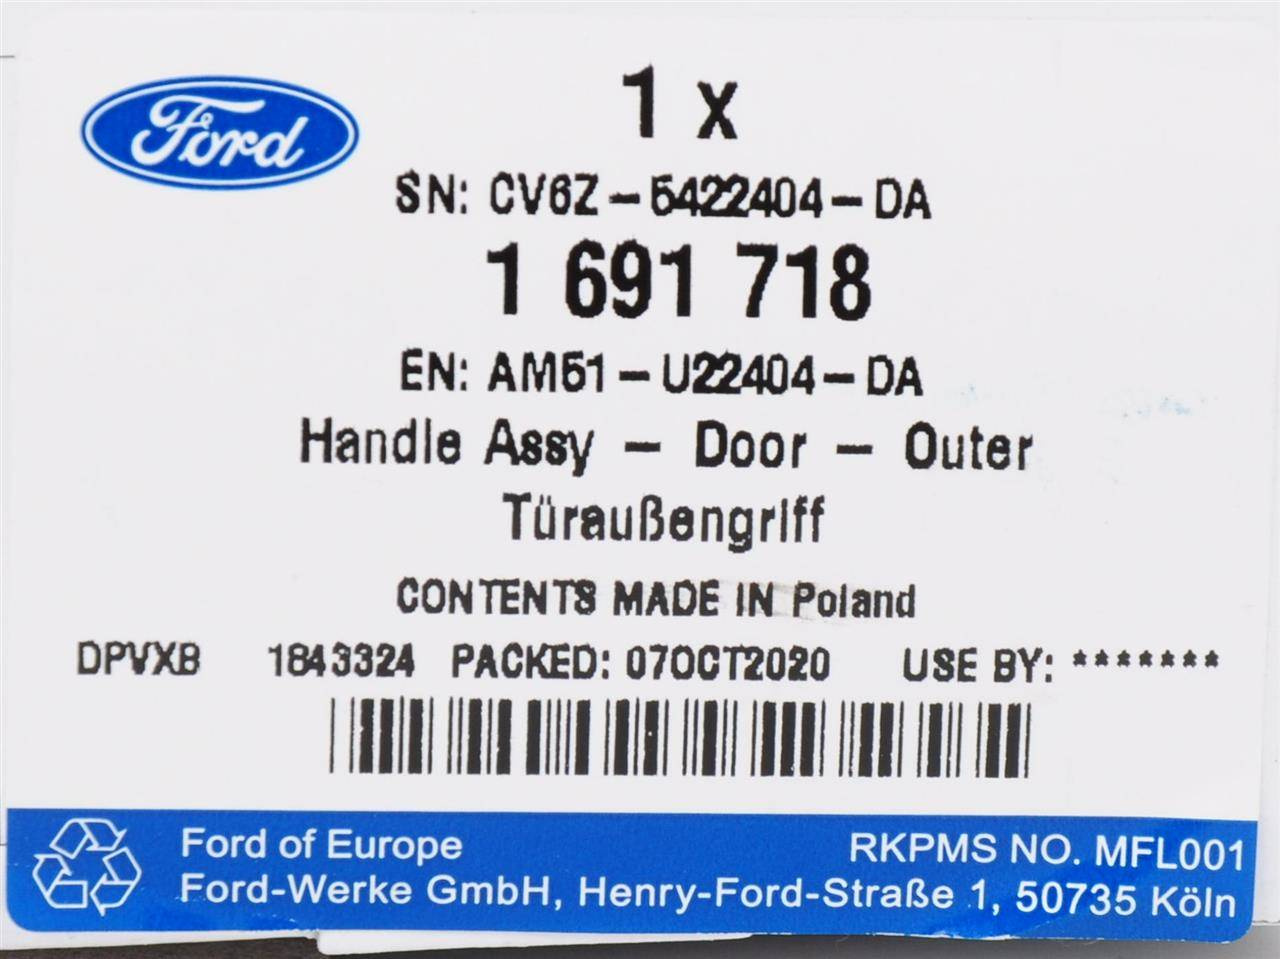 Ford
1 x
SN: CV6Z-5422404-DA
1 691 718
EN: AM51-U22404-DA
Handle Assy - Door - Outer
Türaußengriff
CONTENTS MADE IN Poland
DPVXB 1843324 PACKED: 07OCT2020 USE BY: *******
Ford of Europe RKPMS NO. MFL001
Ford-Werke GmbH, Henry-Ford-Straße 1, 50735 Köln